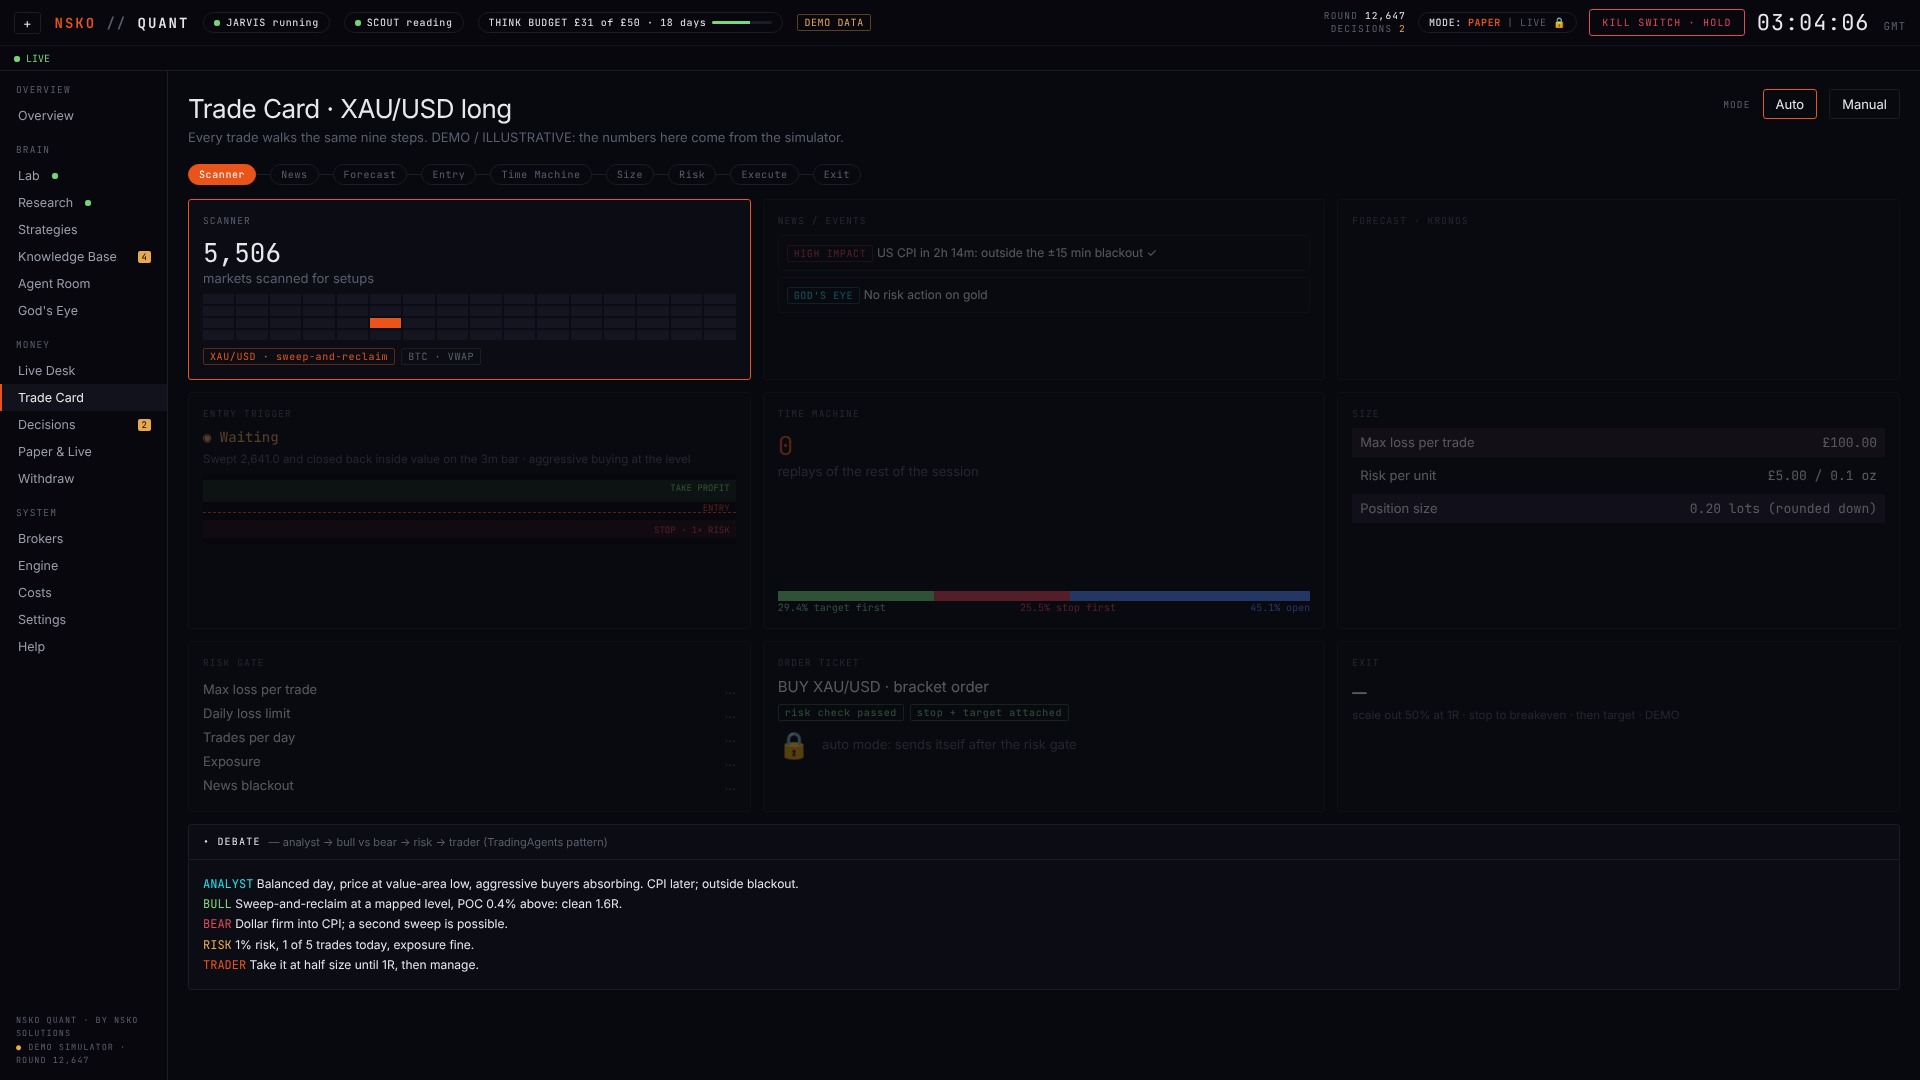 + NSKO // QUANT JARVIS running SCOUT reading THINK BUDGET £31 of £50 · 18 days DEMO DATA ROUND 12,647 DECISIONS 2 MODE: PAPER | LIVE 🔒 KILL SWITCH · HOLD 03:04:06 GMT
LIVE
OVERVIEW
Overview
BRAIN
Lab
Research
Strategies
Knowledge Base 4
Agent Room
God's Eye
MONEY
Live Desk
Trade Card
Decisions 2
Paper & Live
Withdraw
SYSTEM
Brokers
Engine
Costs
Settings
Help
NSKO QUANT · BY NSKO
SOLUTIONS
DEMO SIMULATOR ·
ROUND 12,647
Trade Card · XAU/USD long
MODE Auto Manual
Every trade walks the same nine steps. DEMO / ILLUSTRATIVE: the numbers here come from the simulator.
Scanner News Forecast Entry Time Machine Size Risk Execute Exit
SCANNER
5,506
markets scanned for setups
XAU/USD · sweep-and-reclaim BTC · VWAP
NEWS / EVENTS
HIGH IMPACT US CPI in 2h 14m: outside the ±15 min blackout ✓
GOD'S EYE No risk action on gold
FORECAST · KRONOS
ENTRY TRIGGER
◉ Waiting
Swept 2,641.0 and closed back inside value on the 3m bar · aggressive buying at the level
TAKE PROFIT
ENTRY
STOP · 1× RISK
TIME MACHINE
0
replays of the rest of the session
29.4% target first 25.5% stop first 45.1% open
SIZE
Max loss per trade £100.00
Risk per unit £5.00 / 0.1 oz
Position size 0.20 lots (rounded down)
RISK GATE
Max loss per trade …
Daily loss limit …
Trades per day …
Exposure …
News blackout …
ORDER TICKET
BUY XAU/USD · bracket order
risk check passed stop + target attached
🔒 auto mode: sends itself after the risk gate
EXIT
—
scale out 50% at 1R · stop to breakeven · then target · DEMO
• DEBATE — analyst → bull vs bear → risk → trader (TradingAgents pattern)
ANALYST Balanced day, price at value-area low, aggressive buyers absorbing. CPI later; outside blackout.
BULL Sweep-and-reclaim at a mapped level, POC 0.4% above: clean 1.6R.
BEAR Dollar firm into CPI; a second sweep is possible.
RISK 1% risk, 1 of 5 trades today, exposure fine.
TRADER Take it at half size until 1R, then manage.